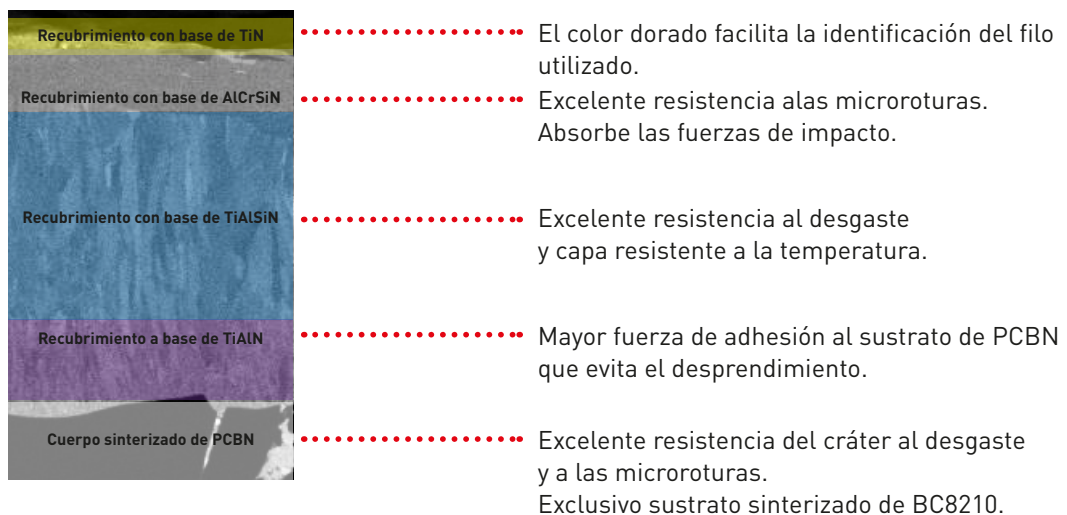 Recubrimiento con base de TiN
El color dorado facilita la identificación del filo
utilizado.
Recubrimiento con base de AlCrSiN
Excelente resistencia alas microroturas.
Absorbe las fuerzas de impacto.
Recubrimiento con base de TiAlSiN
Excelente resistencia al desgaste
y capa resistente a la temperatura.
Recubrimiento a base de TiAlN
Mayor fuerza de adhesión al sustrato de PCBN
que evita el desprendimiento.
Cuerpo sinterizado de PCBN
Excelente resistencia del cráter al desgaste
y a las microroturas.
Exclusivo sustrato sinterizado de BC8210.